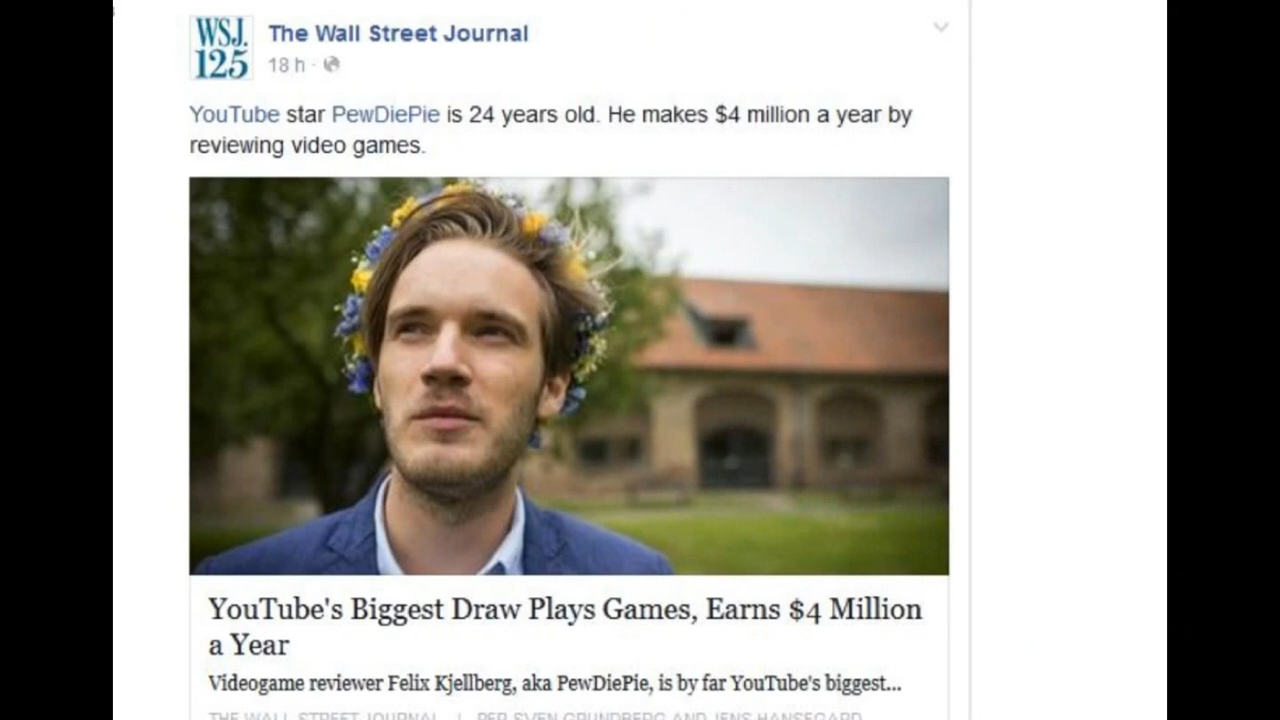 WSJ.
125
The Wall Street Journal
18 h ·
YouTube star PewDiePie is 24 years old. He makes $4 million a year by
reviewing video games.
YouTube's Biggest Draw Plays Games, Earns $4 Million
a Year
Videogame reviewer Felix Kjellberg, aka PewDiePie, is by far YouTube's biggest...
THE WALL STREET JOURNAL | PER SVEN GRUNDBERG AND JENS HANSEGARD